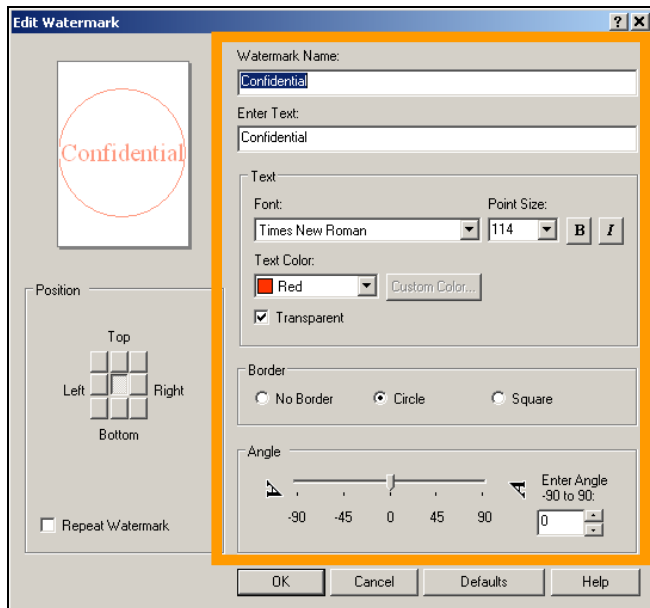 Edit Watermark
Confidential
Watermark Name:
Confidential
Enter Text:
Confidential
Text
Font:
Point Size:
Times New Roman
114
B
I
Text Color:
Red
Custom Color...
Transparent
Position
Top
Left
Right
Bottom
Repeat Watermark
Border
No Border
Circle
Square
Angle
A
A
Enter Angle
-90 to 90:
-90 -45 0 45 90
0
OK
Cancel
Defaults
Help